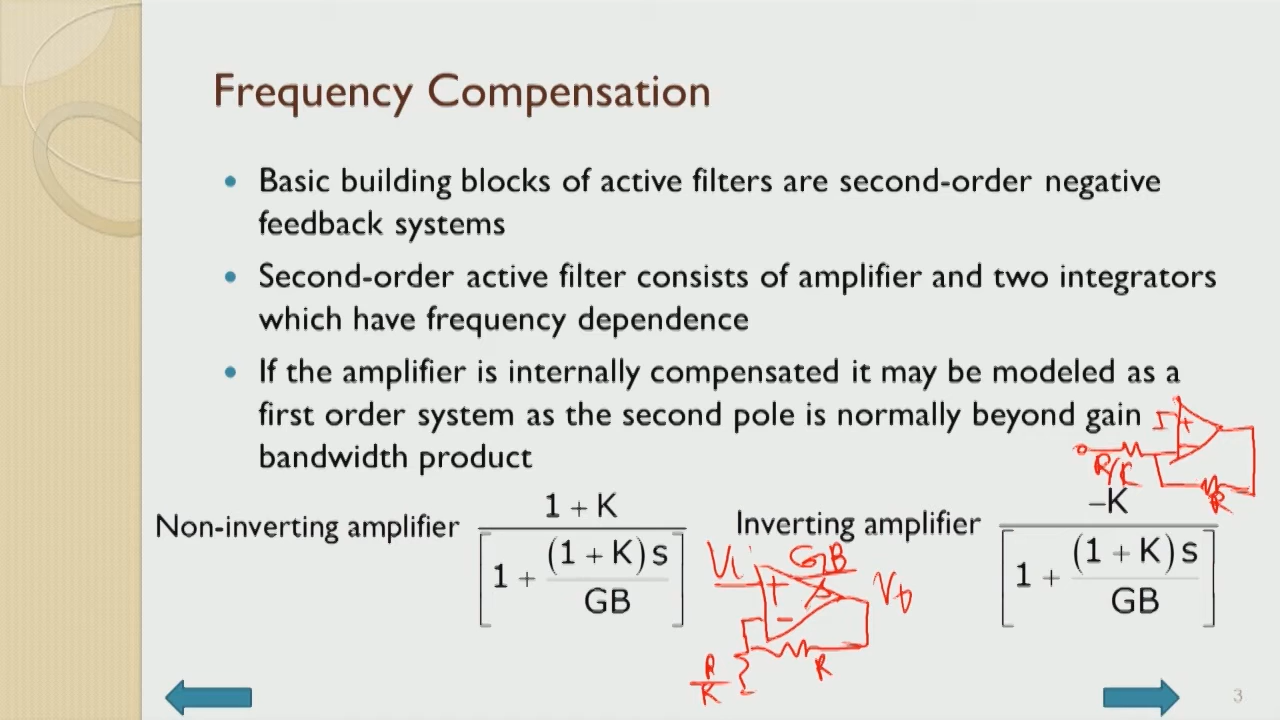 Frequency Compensation
• Basic building blocks of active filters are second-order negative
feedback systems
• Second-order active filter consists of amplifier and two integrators
which have frequency dependence
• If the amplifier is internally compensated it may be modeled as a
first order system as the second pole is normally beyond gain
bandwidth product
+
R/K
R
Non-inverting amplifier
1 + K
1 + (1 + K) s
GB
Inverting amplifier
–K
1 + (1 + K) s
GB
Vi
GB
+
-
R
R
K
3